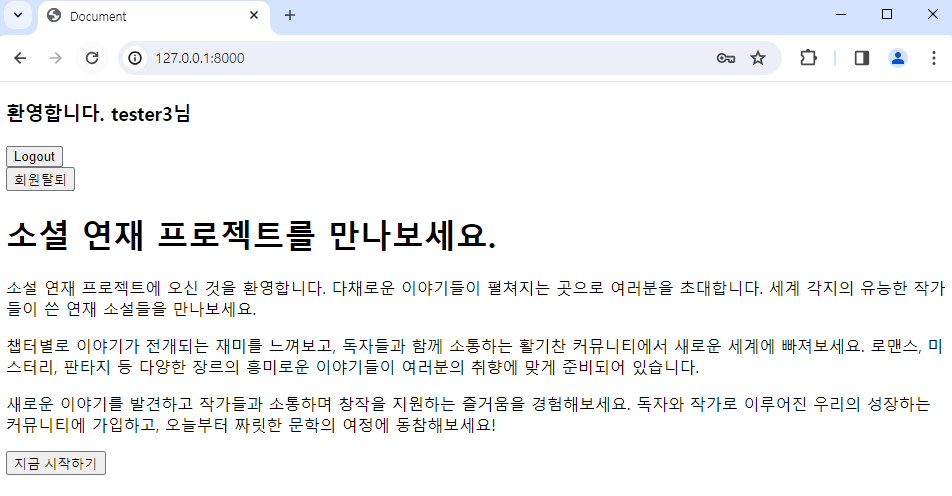 Document
127.0.0.1:8000
환영합니다. tester3님
Logout
회원탈퇴
소셜 연재 프로젝트를 만나보세요.
소설 연재 프로젝트에 오신 것을 환영합니다. 다채로운 이야기들이 펼쳐지는 곳으로 여러분을 초대합니다. 세계 각지의 유능한 작가
들이 쓴 연재 소설들을 만나보세요.
챕터별로 이야기가 전개되는 재미를 느껴보고, 독자들과 함께 소통하는 활기찬 커뮤니티에서 새로운 세계에 빠져보세요. 로맨스, 미
스터리, 판타지 등 다양한 장르의 흥미로운 이야기들이 여러분의 취향에 맞게 준비되어 있습니다.
새로운 이야기를 발견하고 작가들과 소통하며 창작을 지원하는 즐거움을 경험해보세요. 독자와 작가로 이루어진 우리의 성장하는
커뮤니티에 가입하고, 오늘부터 짜릿한 문학의 여정에 동참해보세요!
지금 시작하기